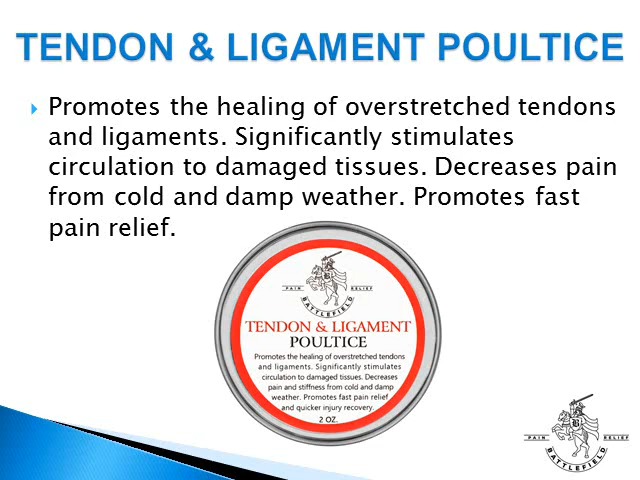 TENDON & LIGAMENT POULTICE
Promotes the healing of overstretched tendons
and ligaments. Significantly stimulates
circulation to damaged tissues. Decreases pain
from cold and damp weather. Promotes fast
pain relief.
PAIN RELIEF
BATTLEFIELD
TENDON & LIGAMENT
POULTICE
Promotes the healing of overstretched tendons
and ligaments. Significantly stimulates
circulation to damaged tissues. Decreases
pain and stiffness from cold and damp
weather. Promotes fast pain relief
and quicker injury recovery.
2 OZ.
B
PAIN RELIEF
BATTLEFIELD